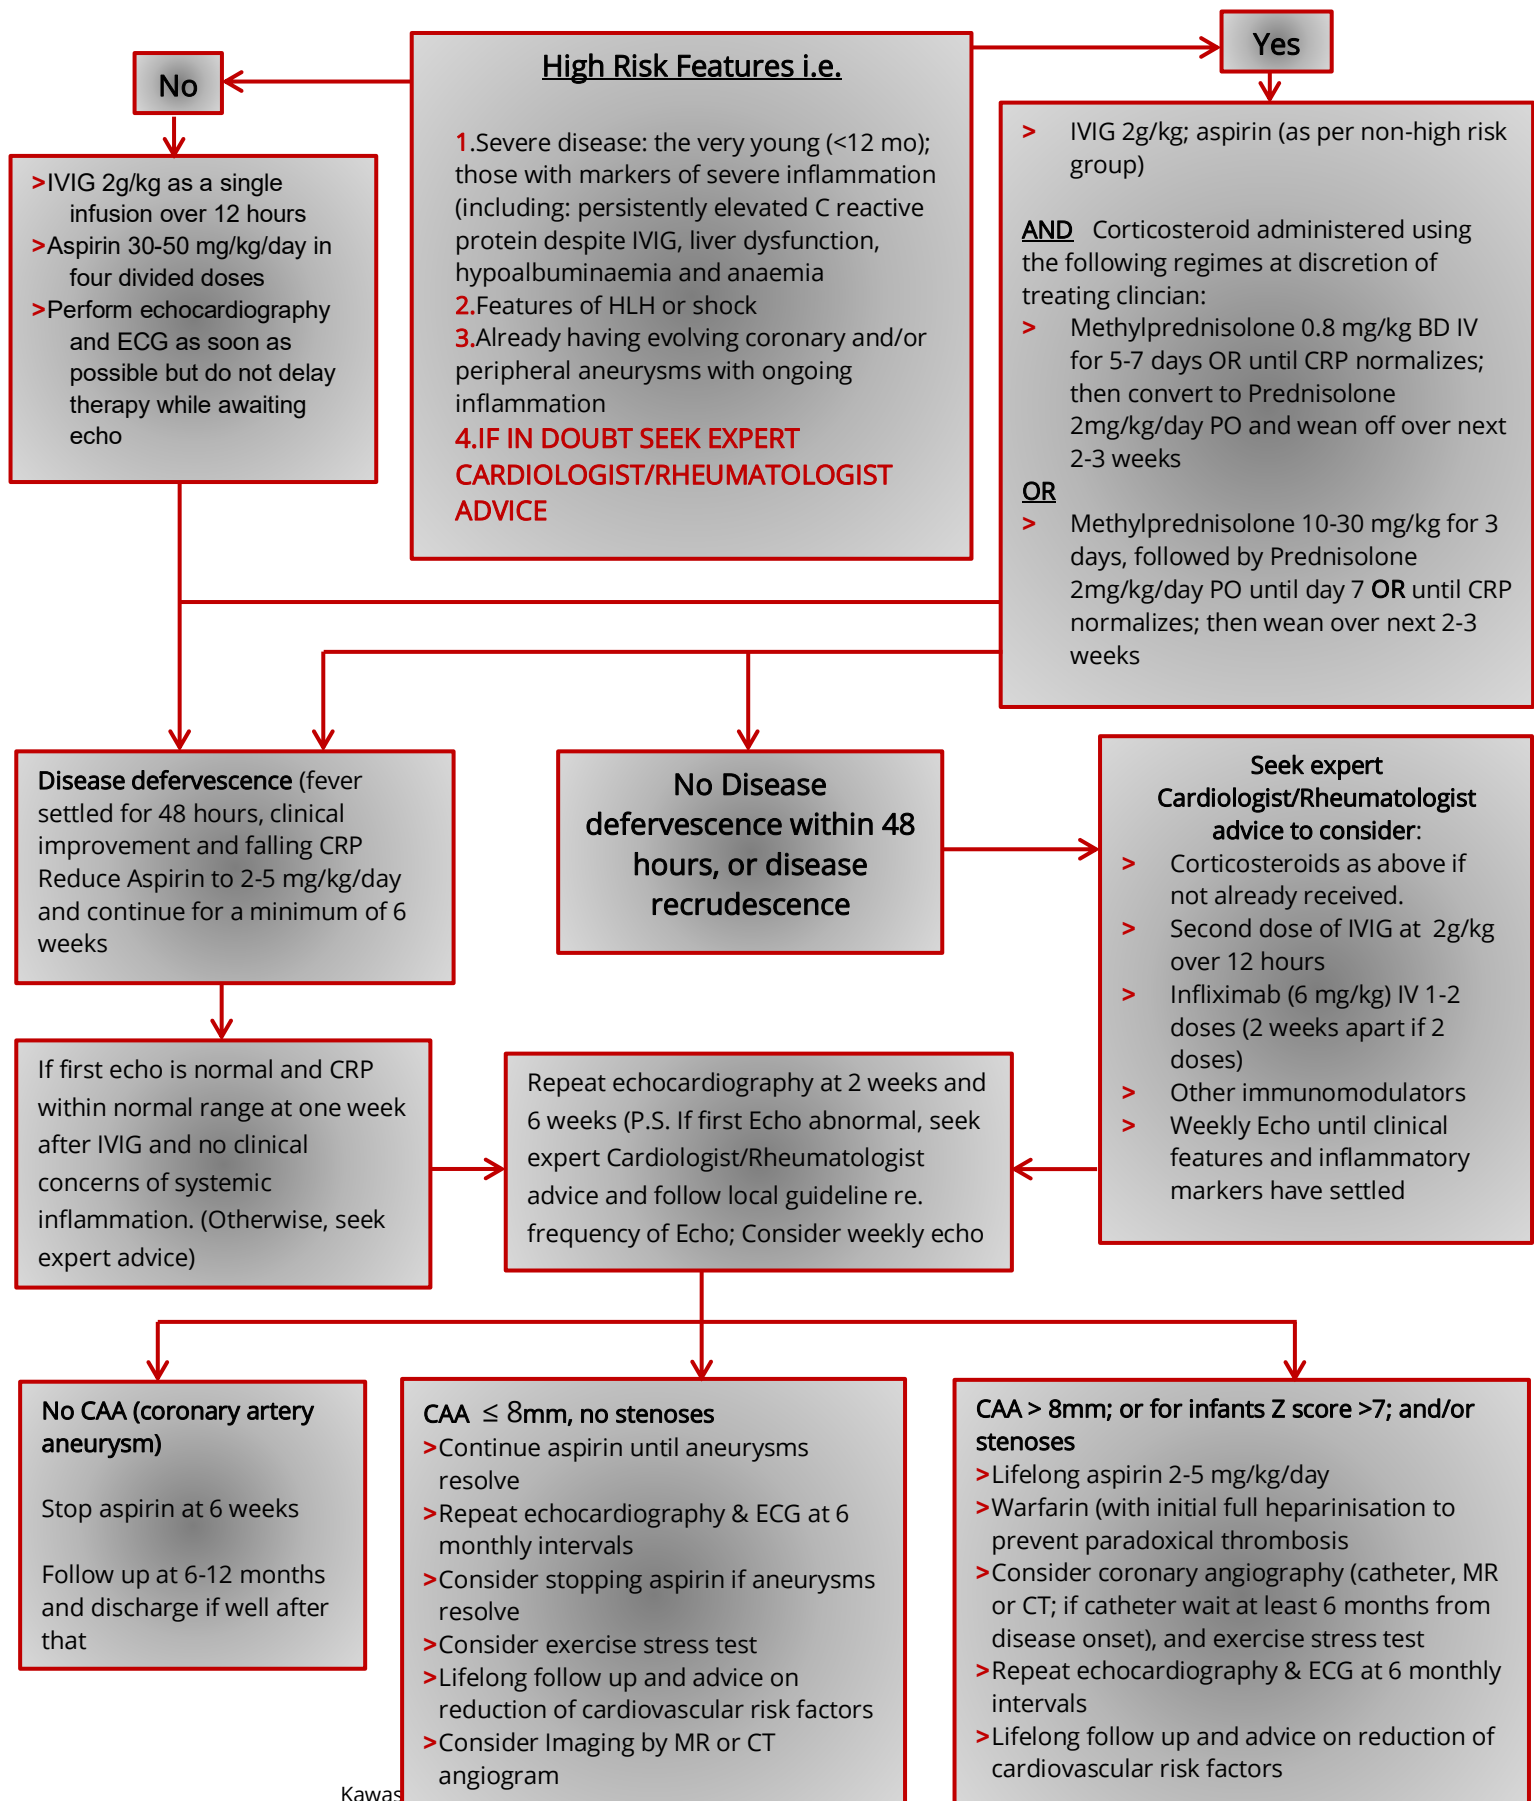 No
High Risk Features i.e.
1.Severe disease: the very young (<12 mo);
those with markers of severe inflammation
(including: persistently elevated C reactive
protein despite IVIG, liver dysfunction,
hypoalbuminaemia and anaemia
2.Features of HLH or shock
3.Already having evolving coronary and/or
peripheral aneurysms with ongoing
inflammation
4.IF IN DOUBT SEEK EXPERT
CARDIOLOGIST/RHEUMATOLOGIST
ADVICE
Yes
>IVIG 2g/kg as a single
infusion over 12 hours
>Aspirin 30-50 mg/kg/day in
four divided doses
>Perform echocardiography
and ECG as soon as
possible but do not delay
therapy while awaiting
echo
> IVIG 2g/kg; aspirin (as per non-high risk
group)
AND Corticosteroid administered using
the following regimes at discretion of
treating clincian:
> Methylprednisolone 0.8 mg/kg BD IV
for 5-7 days OR until CRP normalizes;
then convert to Prednisolone
2mg/kg/day PO and wean off over next
2-3 weeks
OR
> Methylprednisolone 10-30 mg/kg for 3
days, followed by Prednisolone
2mg/kg/day PO until day 7 OR until CRP
normalizes; then wean over next 2-3
weeks
Disease defervescence (fever
settled for 48 hours, clinical
improvement and falling CRP
Reduce Aspirin to 2-5 mg/kg/day
and continue for a minimum of 6
weeks
No Disease
defervescence within 48
hours, or disease
recrudescence
Seek expert
Cardiologist/Rheumatologist
advice to consider:
> Corticosteroids as above if
not already received.
> Second dose of IVIG at 2g/kg
over 12 hours
> Infliximab (6 mg/kg) IV 1-2
doses (2 weeks apart if 2
doses)
> Other immunomodulators
> Weekly Echo until clinical
features and inflammatory
markers have settled
If first echo is normal and CRP
within normal range at one week
after IVIG and no clinical
concerns of systemic
inflammation. (Otherwise, seek
expert advice)
Repeat echocardiography at 2 weeks and
6 weeks (P.S. If first Echo abnormal, seek
expert Cardiologist/Rheumatologist
advice and follow local guideline re.
frequency of Echo; Consider weekly echo
No CAA (coronary artery
aneurysm)
Stop aspirin at 6 weeks
Follow up at 6-12 months
and discharge if well after
that
CAA ≤ 8mm, no stenoses
>Continue aspirin until aneurysms
resolve
>Repeat echocardiography & ECG at 6
monthly intervals
>Consider stopping aspirin if aneurysms
resolve
>Consider exercise stress test
>Lifelong follow up and advice on
reduction of cardiovascular risk factors
>Consider Imaging by MR or CT
angiogram
CAA > 8mm; or for infants Z score >7; and/or
stenoses
>Lifelong aspirin 2-5 mg/kg/day
>Warfarin (with initial full heparinisation to
prevent paradoxical thrombosis
>Consider coronary angiography (catheter, MR
or CT; if catheter wait at least 6 months from
disease onset), and exercise stress test
>Repeat echocardiography & ECG at 6 monthly
intervals
>Lifelong follow up and advice on reduction of
cardiovascular risk factors
Kawas